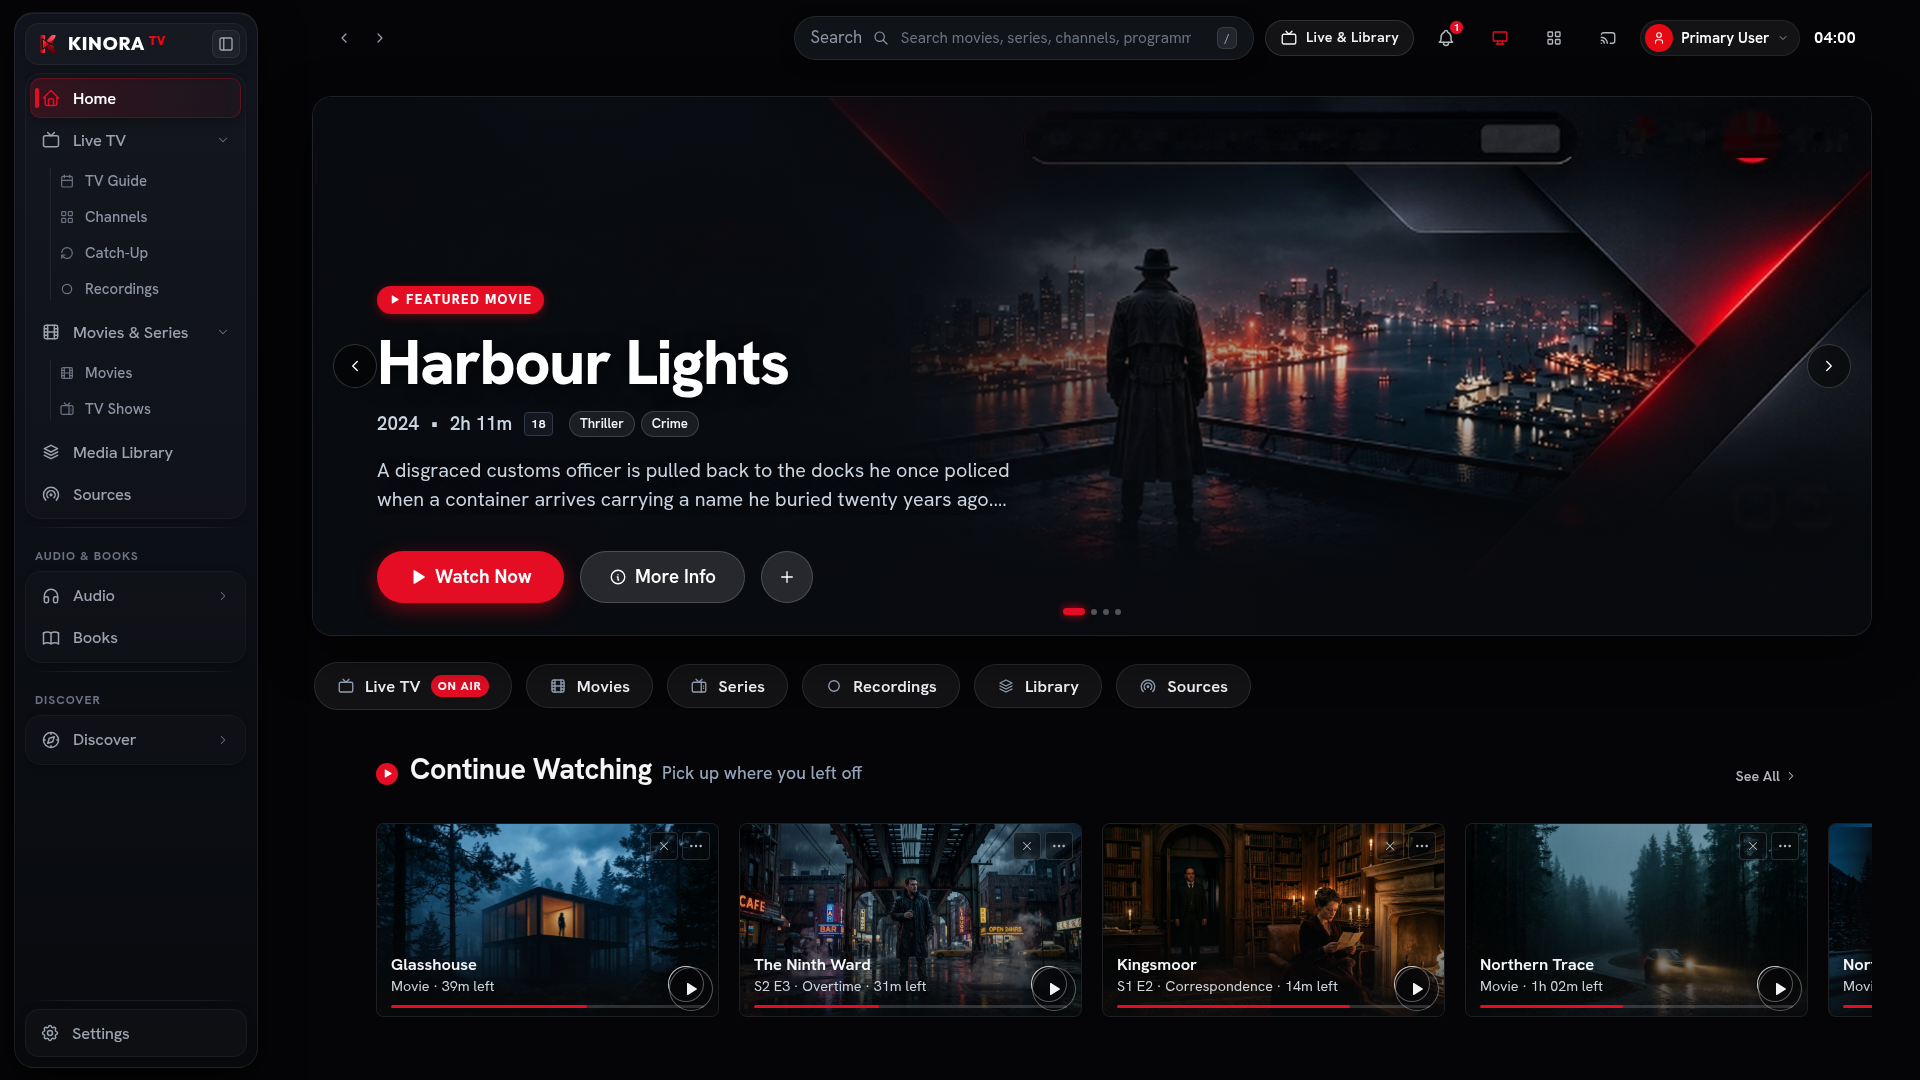 KINORA TV
Search
Search movies, series, channels, programm
/
Live & Library
1
Primary User
04:00
Home
Live TV
TV Guide
Channels
Catch-Up
Recordings
Movies & Series
Movies
TV Shows
Media Library
Sources
AUDIO & BOOKS
Audio
Books
DISCOVER
Discover
Settings
FEATURED MOVIE
Harbour Lights
2024 • 2h 11m 18 Thriller Crime
A disgraced customs officer is pulled back to the docks he once policed
when a container arrives carrying a name he buried twenty years ago....
Watch Now
More Info
Live TV ON AIR
Movies
Series
Recordings
Library
Sources
Continue Watching Pick up where you left off
See All
Glasshouse
Movie · 39m left
CAFE
BAR
OPEN 24HRS
The Ninth Ward
S2 E3 · Overtime · 31m left
Kingsmoor
S1 E2 · Correspondence · 14m left
Northern Trace
Movie · 1h 02m left
Nor
Movi